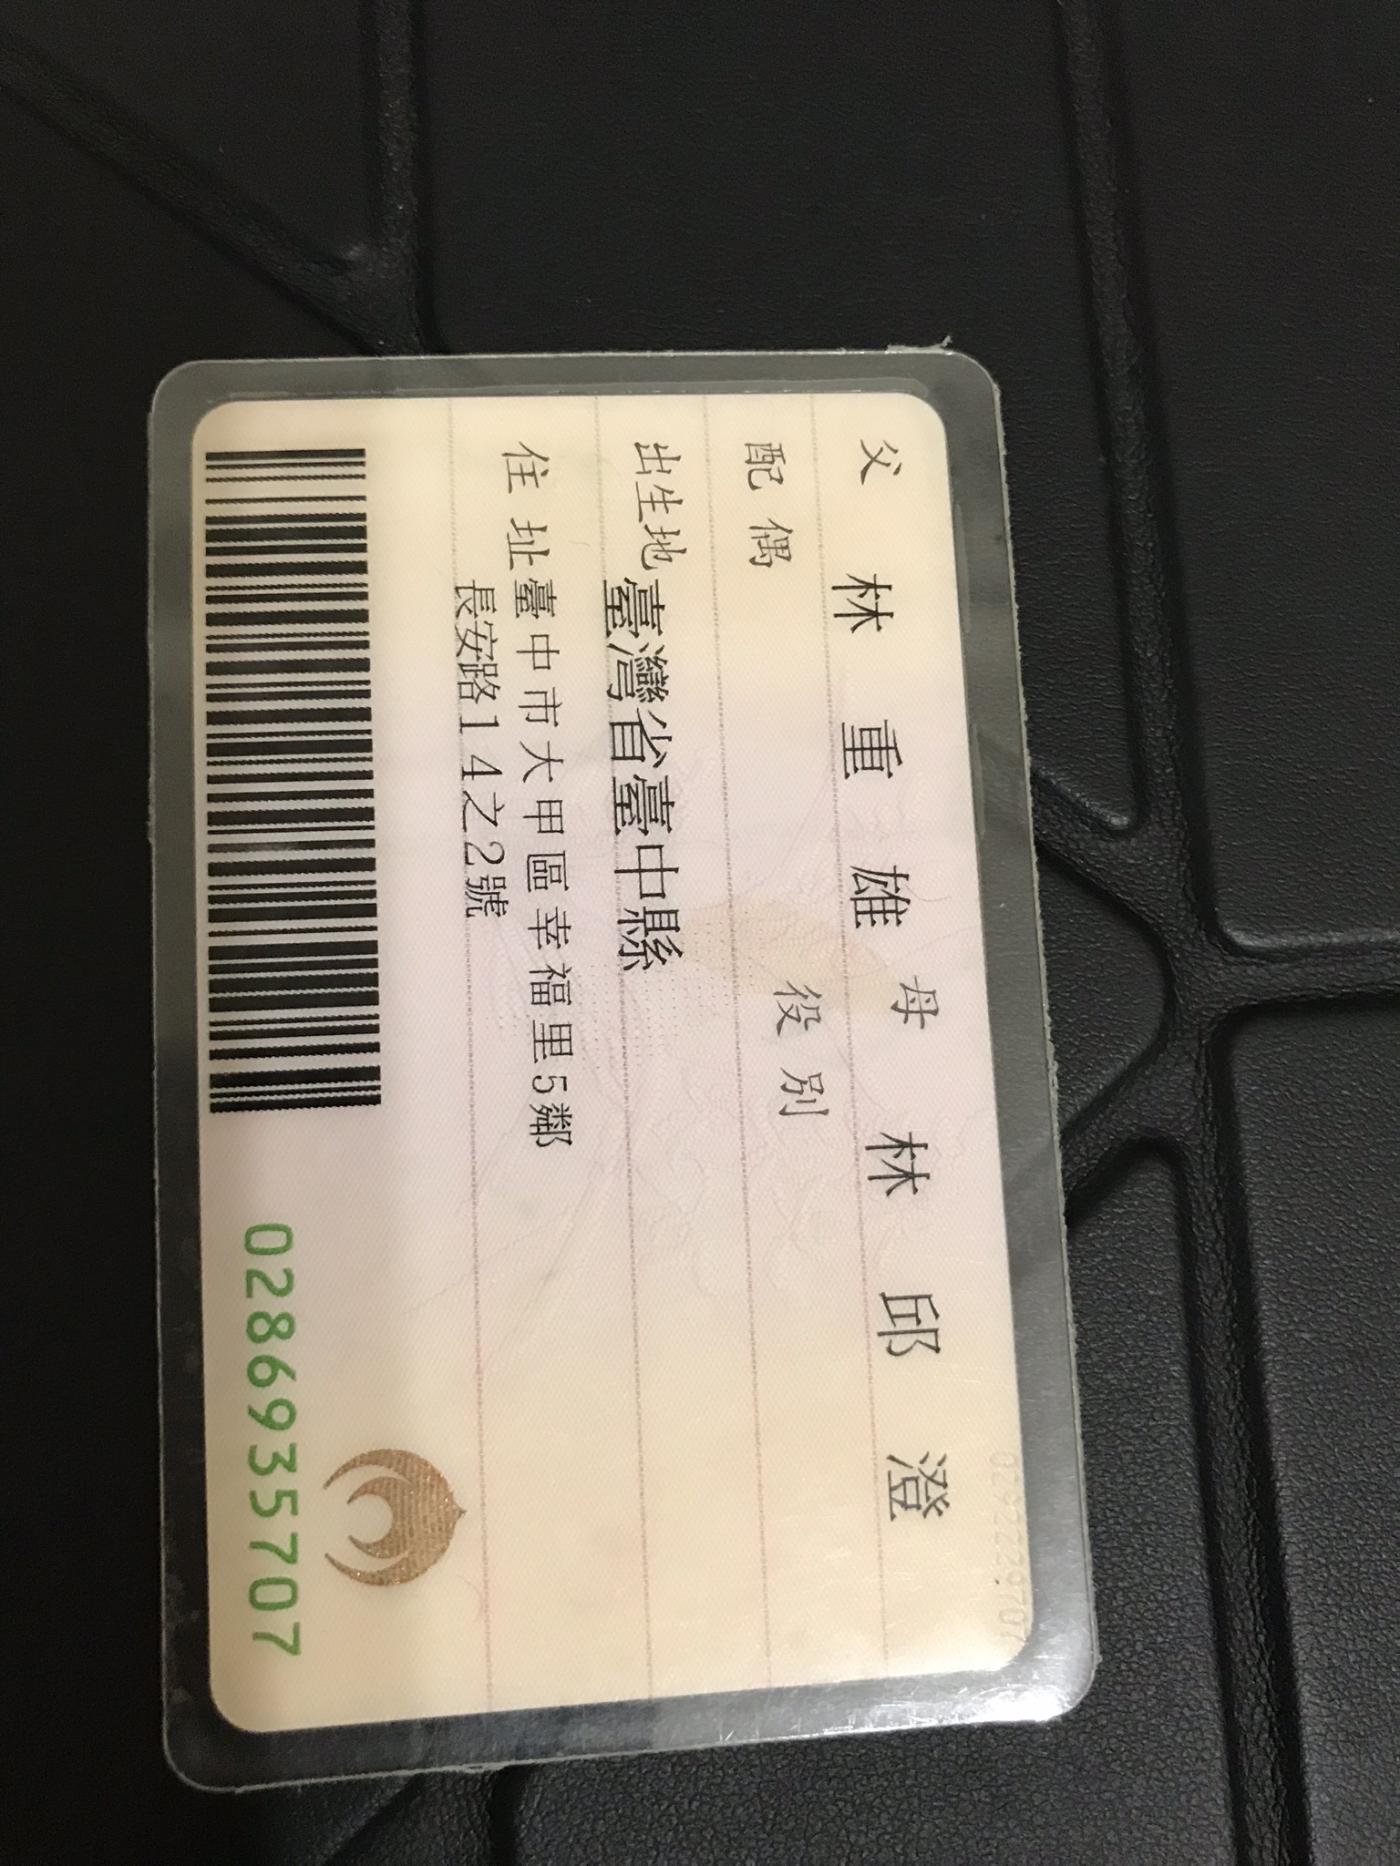 父 林重雄 母 林邱澄
配偶 役別
出生地 臺灣省臺中縣
住址 臺中市大甲區幸福里5鄰
長安路14之2號
0286935707